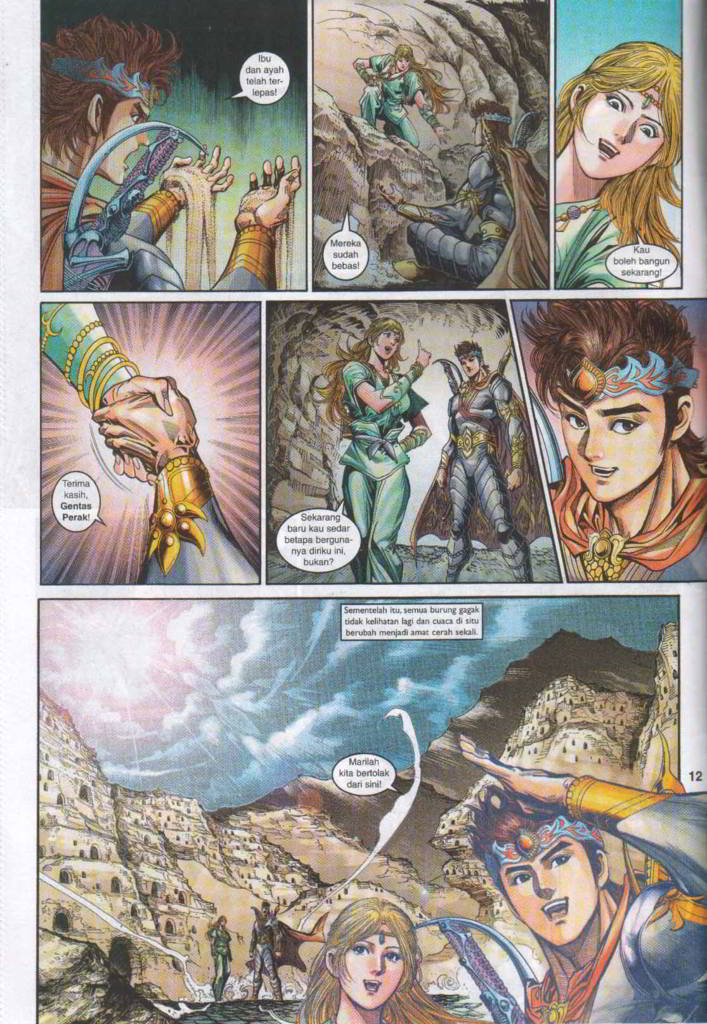 Ibu
dan ayah
telah ter-
lepas!
Mereka
sudah
bebas!
Kau
boleh bangun
sekarang!
Terima
kasih,
Gentas
Perak!
Sekarang
baru kau sedar
betapa berguna-
nya diriku ini,
bukan?
Sementelah itu, semua burung gagak
tidak kelihatan lagi dan cuaca di situ
berubah menjadi amat cerah sekali.
Marilah
kita bertolak
dari sini!
12